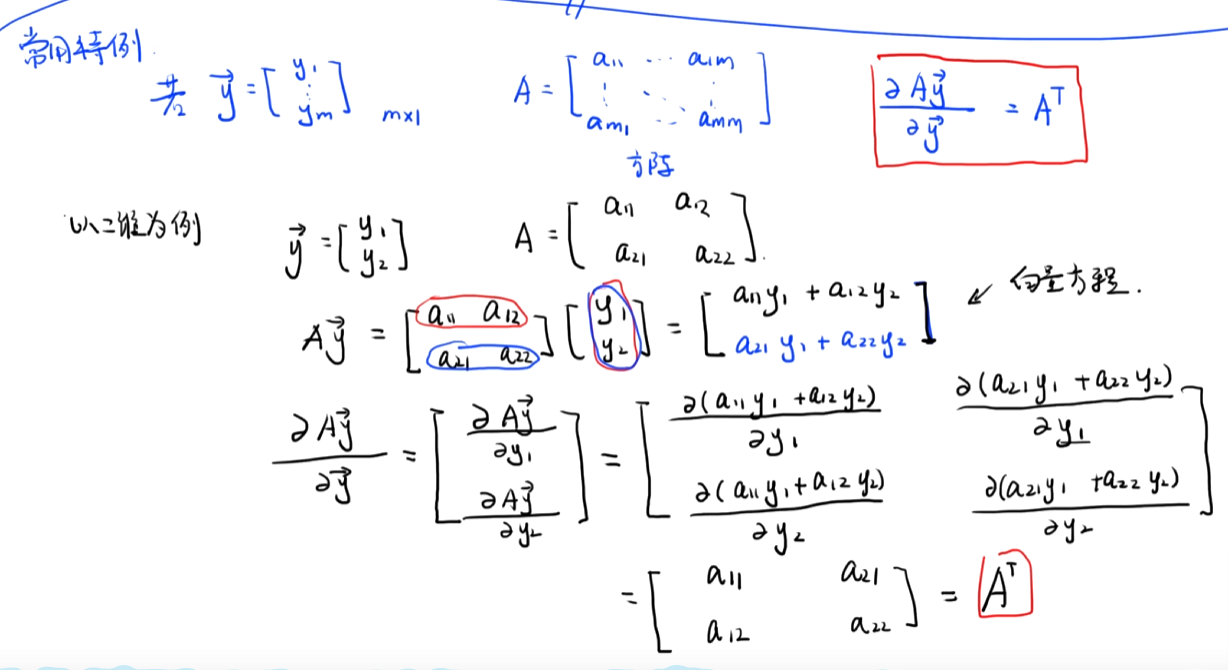 常用特例
若 $\vec{y} = \begin{bmatrix} y_1 \\ \vdots \\ y_m \end{bmatrix}_{m \times 1}$ $A = \begin{bmatrix} a_{11} & \cdots & a_{1m} \\ \vdots & \ddots & \vdots \\ a_{m1} & \cdots & a_{mm} \end{bmatrix}$ $\frac{\partial A\vec{y}}{\partial \vec{y}} = A^T$
方阵
以二维为例 $\vec{y} = \begin{bmatrix} y_1 \\ y_2 \end{bmatrix}$ $A = \begin{bmatrix} a_{11} & a_{12} \\ a_{21} & a_{22} \end{bmatrix}.$
$A\vec{y} = \begin{bmatrix} a_{11} & a_{12} \\ a_{21} & a_{22} \end{bmatrix} \begin{bmatrix} y_1 \\ y_2 \end{bmatrix} = \begin{bmatrix} a_{11} y_1 + a_{12} y_2 \\ a_{21} y_1 + a_{22} y_2 \end{bmatrix}$ ↙ 向量方程.
$\frac{\partial A\vec{y}}{\partial \vec{y}} = \begin{bmatrix} \frac{\partial A\vec{y}}{\partial y_1} \\ \frac{\partial A\vec{y}}{\partial y_2} \end{bmatrix} = \begin{bmatrix} \frac{\partial (a_{11} y_1 + a_{12} y_2)}{\partial y_1} & \frac{\partial (a_{21} y_1 + a_{22} y_2)}{\partial y_1} \\ \frac{\partial (a_{11} y_1 + a_{12} y_2)}{\partial y_2} & \frac{\partial (a_{21} y_1 + a_{22} y_2)}{\partial y_2} \end{bmatrix}$
$= \begin{bmatrix} a_{11} & a_{21} \\ a_{12} & a_{22} \end{bmatrix} = A^T$